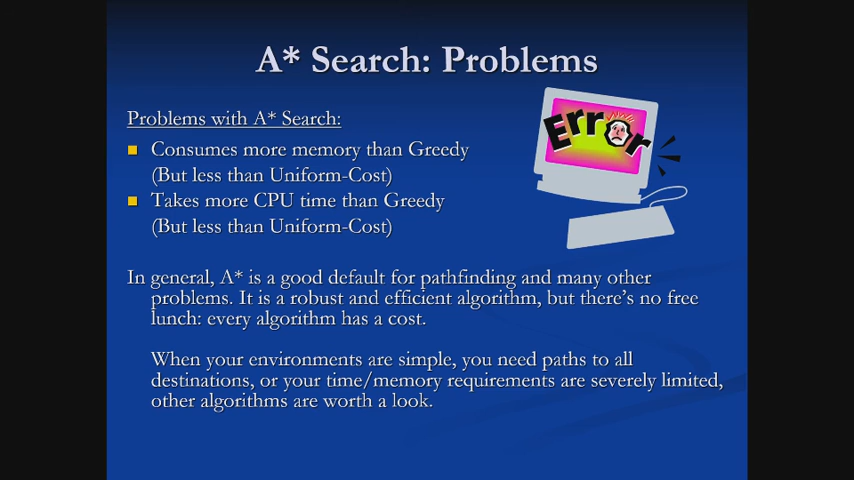 A* Search: Problems
Problems with A* Search:
Consumes more memory than Greedy
(But less than Uniform-Cost)
Takes more CPU time than Greedy
(But less than Uniform-Cost)
Error
In general, A* is a good default for pathfinding and many other
problems. It is a robust and efficient algorithm, but there's no free
lunch: every algorithm has a cost.
When your environments are simple, you need paths to all
destinations, or your time/memory requirements are severely limited,
other algorithms are worth a look.